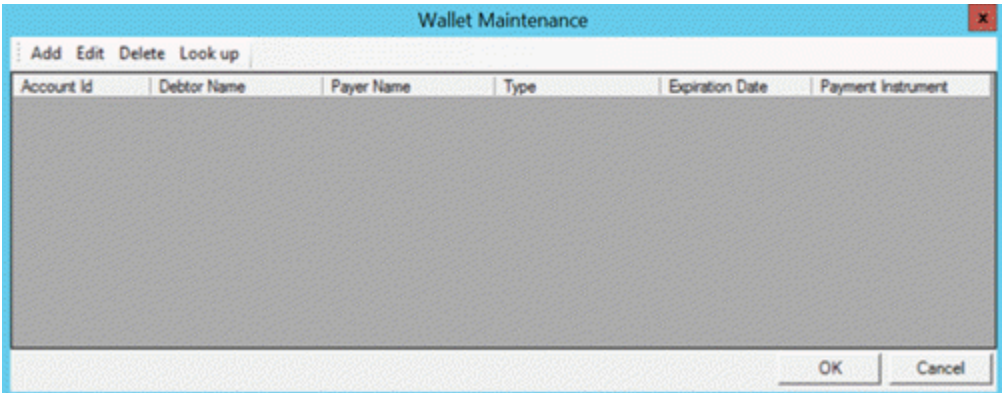 Wallet Maintenance
x
Add Edit Delete Look up
Account Id Debtor Name Payer Name Type Expiration Date Payment Instrument
OK Cancel